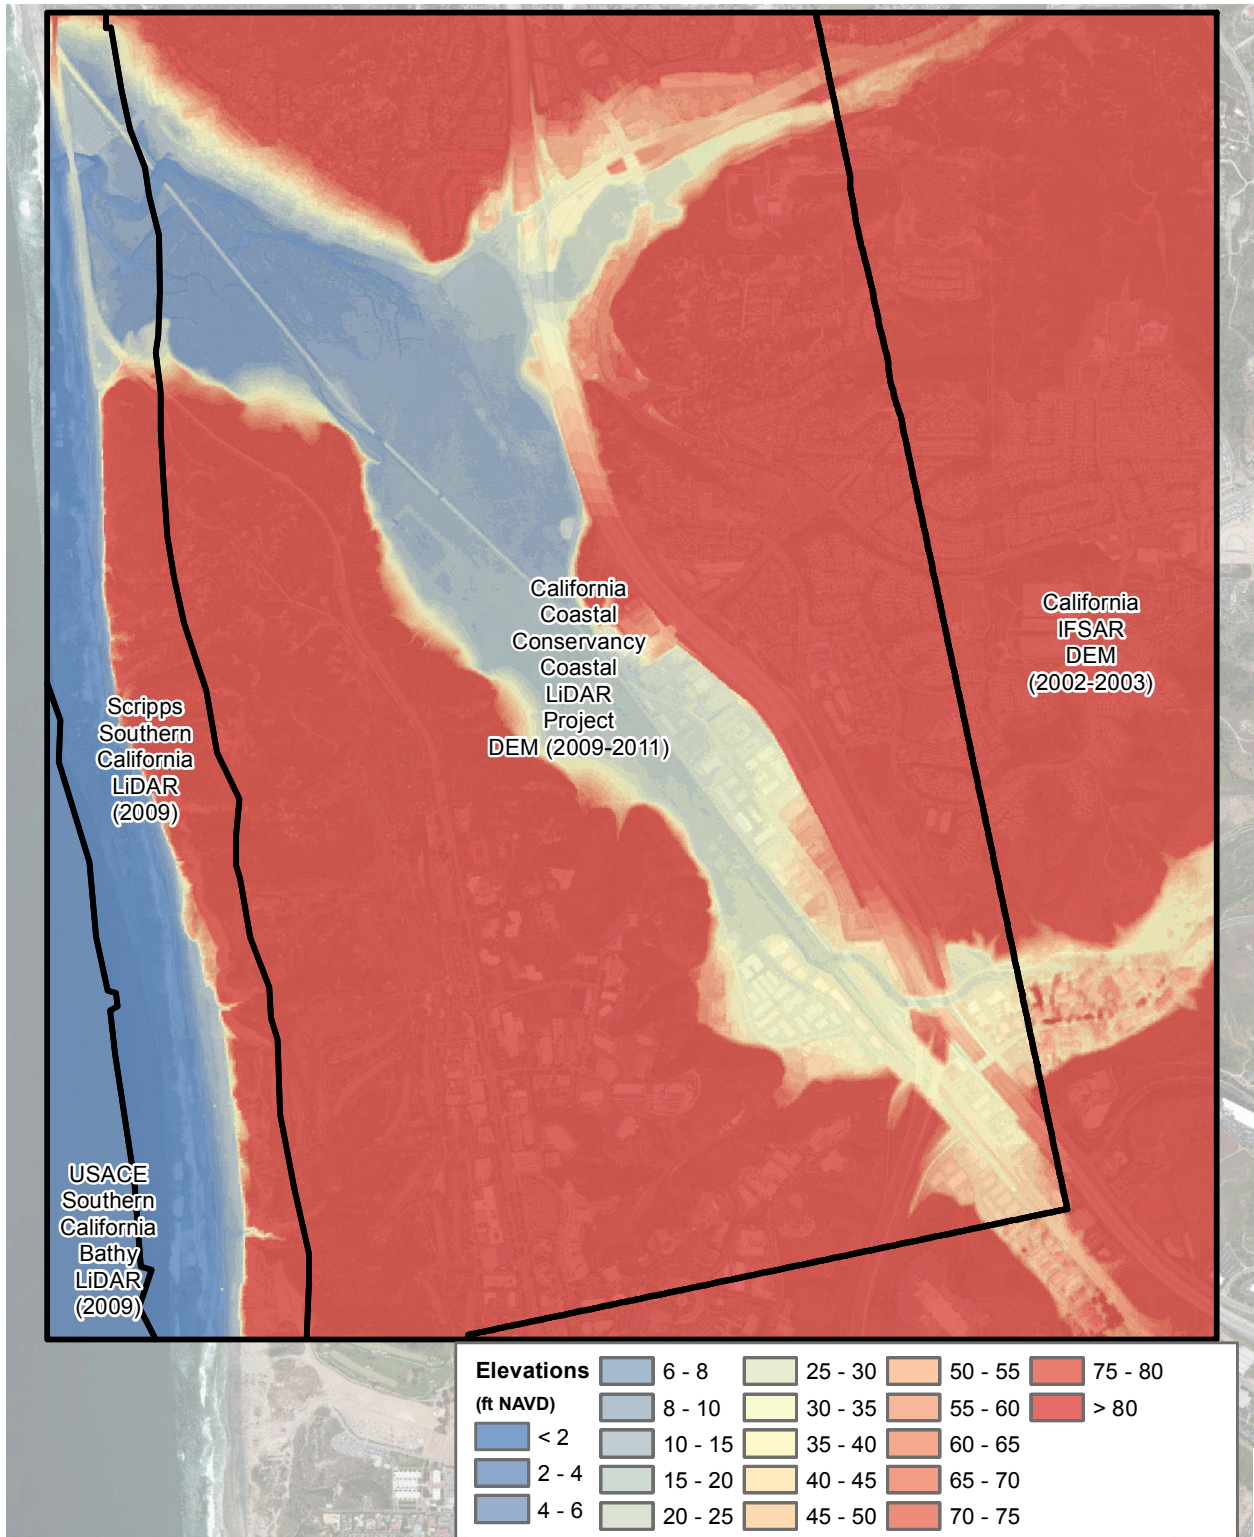 California
Coastal
Conservancy
Coastal
LiDAR
Project
DEM (2009-2011)
California
IFSAR
DEM
(2002-2003)
Scripps
Southern
California
LiDAR
(2009)
USACE
Southern
California
Bathy
LiDAR
(2009)
Elevations
(ft NAVD)
< 2
2 - 4
4 - 6
6 - 8
8 - 10
10 - 15
15 - 20
20 - 25
25 - 30
30 - 35
35 - 40
40 - 45
45 - 50
50 - 55
55 - 60
60 - 65
65 - 70
70 - 75
75 - 80
> 80